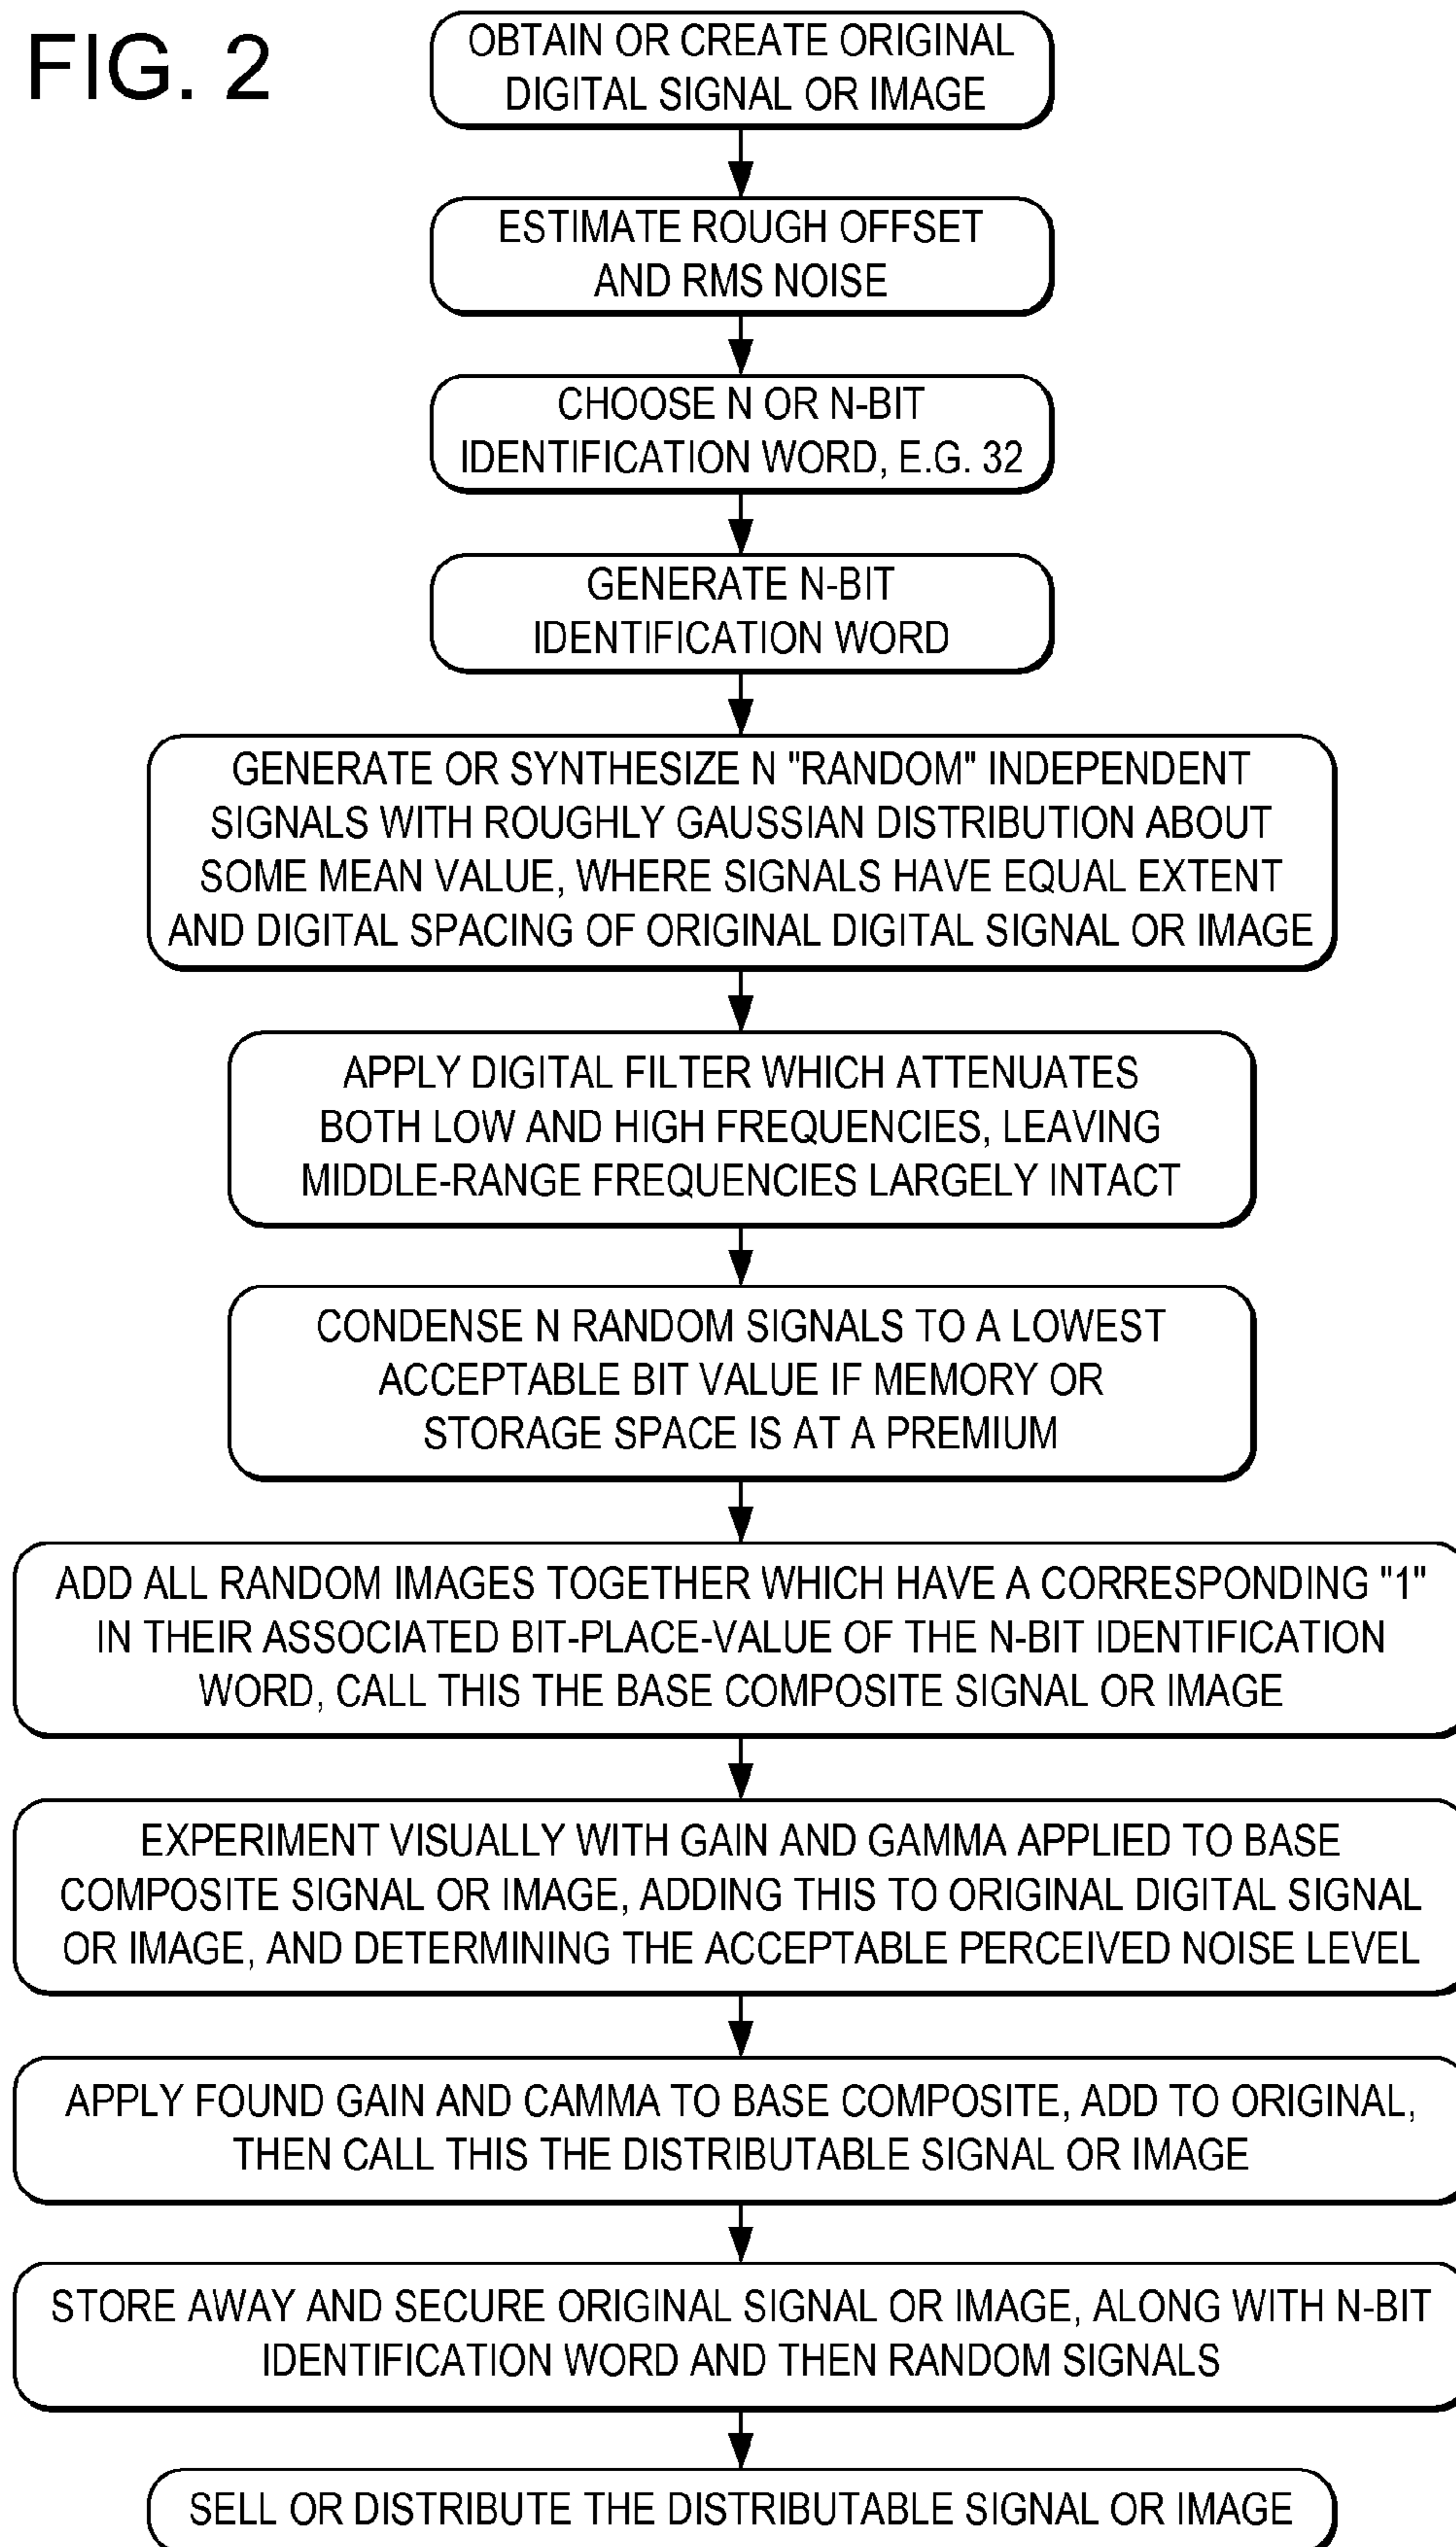 FIG. 2
OBTAIN OR CREATE ORIGINAL
DIGITAL SIGNAL OR IMAGE
ESTIMATE ROUGH OFFSET
AND RMS NOISE
CHOOSE N OR N-BIT
IDENTIFICATION WORD, E.G. 32
GENERATE N-BIT
IDENTIFICATION WORD
GENERATE OR SYNTHESIZE N "RANDOM" INDEPENDENT
SIGNALS WITH ROUGHLY GAUSSIAN DISTRIBUTION ABOUT
SOME MEAN VALUE, WHERE SIGNALS HAVE EQUAL EXTENT
AND DIGITAL SPACING OF ORIGINAL DIGITAL SIGNAL OR IMAGE
APPLY DIGITAL FILTER WHICH ATTENUATES
BOTH LOW AND HIGH FREQUENCIES, LEAVING
MIDDLE-RANGE FREQUENCIES LARGELY INTACT
CONDENSE N RANDOM SIGNALS TO A LOWEST
ACCEPTABLE BIT VALUE IF MEMORY OR
STORAGE SPACE IS AT A PREMIUM
ADD ALL RANDOM IMAGES TOGETHER WHICH HAVE A CORRESPONDING "1"
IN THEIR ASSOCIATED BIT-PLACE-VALUE OF THE N-BIT IDENTIFICATION
WORD, CALL THIS THE BASE COMPOSITE SIGNAL OR IMAGE
EXPERIMENT VISUALLY WITH GAIN AND GAMMA APPLIED TO BASE
COMPOSITE SIGNAL OR IMAGE, ADDING THIS TO ORIGINAL DIGITAL SIGNAL
OR IMAGE, AND DETERMINING THE ACCEPTABLE PERCEIVED NOISE LEVEL
APPLY FOUND GAIN AND CAMMA TO BASE COMPOSITE, ADD TO ORIGINAL,
THEN CALL THIS THE DISTRIBUTABLE SIGNAL OR IMAGE
STORE AWAY AND SECURE ORIGINAL SIGNAL OR IMAGE, ALONG WITH N-BIT
IDENTIFICATION WORD AND THEN RANDOM SIGNALS
SELL OR DISTRIBUTE THE DISTRIBUTABLE SIGNAL OR IMAGE